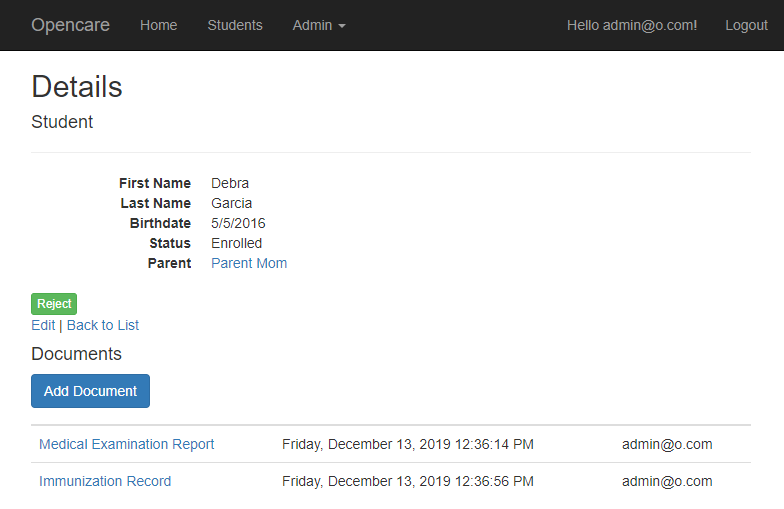 Opencare Home Students Admin Hello admin@o.com! Logout
Details
Student
First Name Debra
Last Name Garcia
Birthdate 5/5/2016
Status Enrolled
Parent Parent Mom
Reject
Edit | Back to List
Documents
Add Document
Medical Examination Report Friday, December 13, 2019 12:36:14 PM admin@o.com
Immunization Record Friday, December 13, 2019 12:36:56 PM admin@o.com